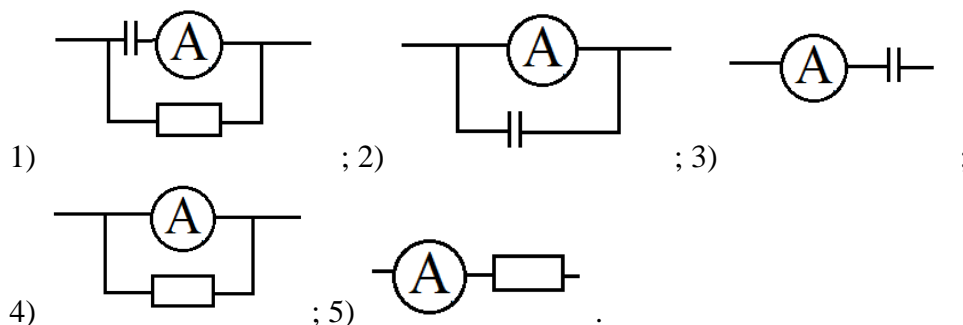 A A A
1) ; 2) ; 3) ;
A A
4) ; 5) .